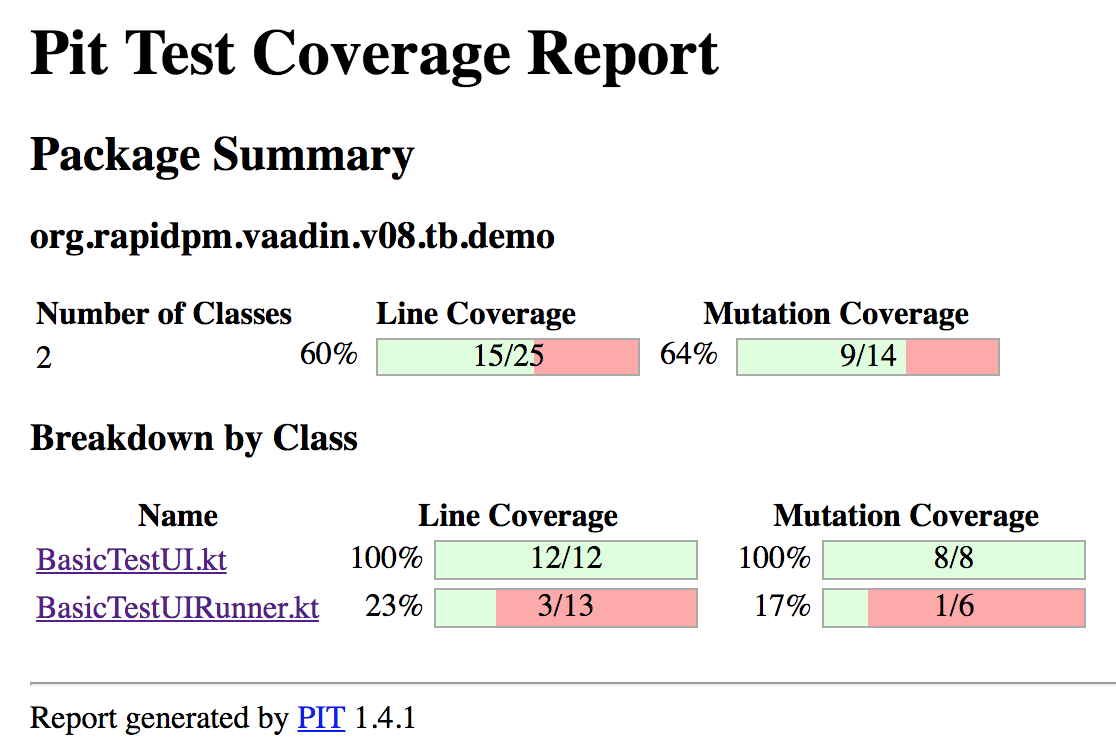 Pit Test Coverage Report
Package Summary
org.rapidpm.vaadin.v08.tb.demo
Number of Classes Line Coverage Mutation Coverage
2 60% 15/25 64% 9/14
Breakdown by Class
Name Line Coverage Mutation Coverage
BasicTestUI.kt 100% 12/12 100% 8/8
BasicTestUIRunner.kt 23% 3/13 17% 1/6
Report generated by PIT 1.4.1